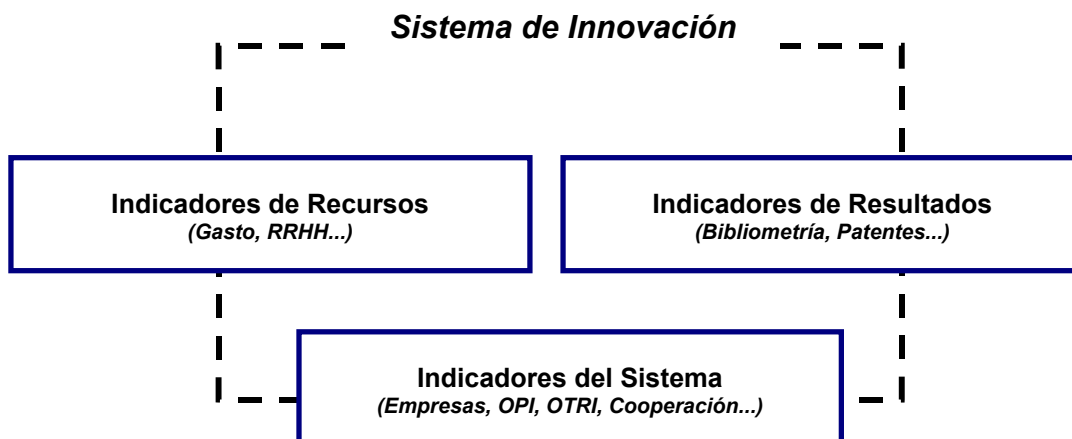 Sistema de Innovación
Indicadores de Recursos
(Gasto, RRHH...)
Indicadores de Resultados
(Bibliometría, Patentes...)
Indicadores del Sistema
(Empresas, OPI, OTRI, Cooperación...)